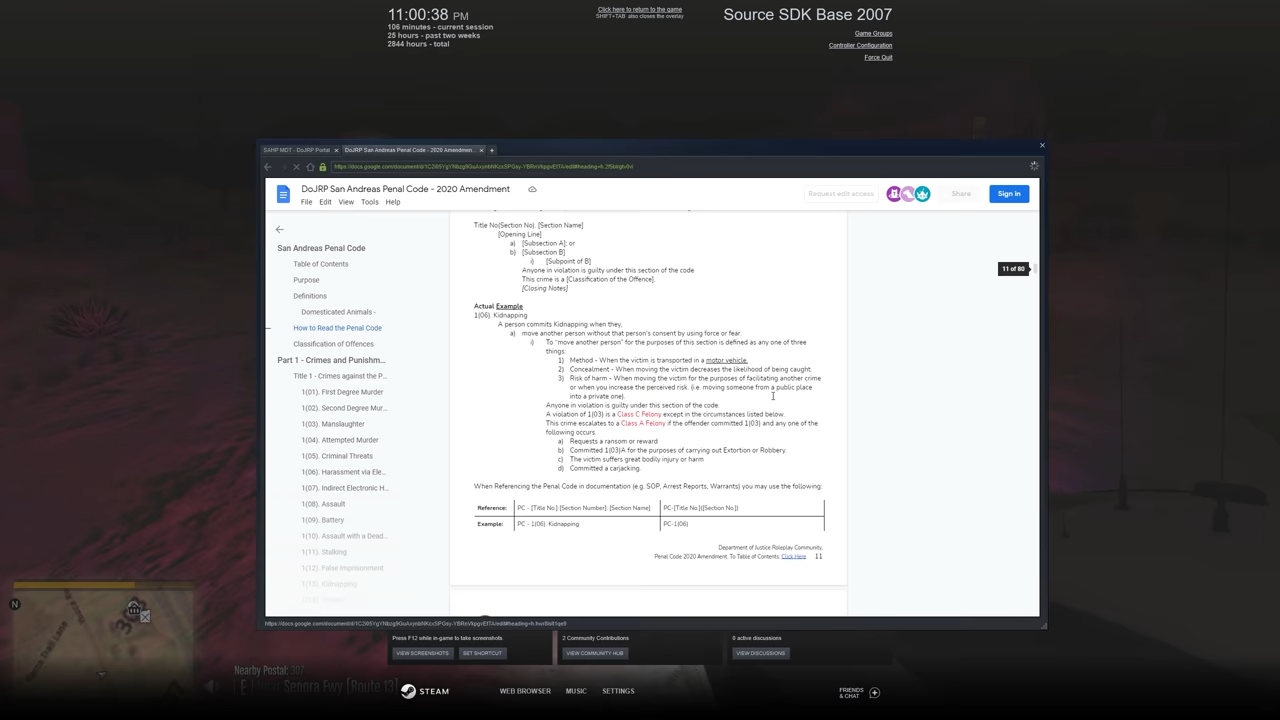 11:00:38 PM
106 minutes - current session
25 hours - past two weeks
2844 hours - total
Click here to return to the game
SHIFT+TAB also closes the overlay
Source SDK Base 2007
Game Groups
Controller Configuration
Force Quit
SAHP MDT - DoJRP Portal
DoJRP San Andreas Penal Code - 2020 Amendmen...
DoJRP San Andreas Penal Code - 2020 Amendment
File Edit View Tools Help
Request edit access
Share
Sign in
San Andreas Penal Code
Table of Contents
Purpose
Definitions
Domesticated Animals -
How to Read the Penal Code
Classification of Offences
Part 1 - Crimes and Punishm...
Title 1 - Crimes against the P...
1(01). First Degree Murder
1(02). Second Degree Mur...
1(03). Manslaughter
1(04). Attempted Murder
1(05). Criminal Threats
1(06). Harassment via Ele...
1(07). Indirect Electronic H...
1(08). Assault
1(09). Battery
1(10). Assault with a Dead...
1(11). Stalking
1(12). False Imprisonment
1(13). Kidnapping
Title No(Section No). [Section Name]
[Opening Line]
a) [Subsection A]; or
b) [Subsection B]
i) [Subpoint of B]
Anyone in violation is guilty under this section of the code
This crime is a [Classification of the Offence].
[Closing Notes]
Actual Example
1(06). Kidnapping
A person commits Kidnapping when they,
a) move another person without that person's consent by using force or fear.
i) To "move another person" for the purposes of this section is defined as any one of three
things:
1) Method - When the victim is transported in a motor vehicle.
2) Concealment - When moving the victim decreases the likelihood of being caught.
3) Risk of harm - When moving the victim for the purposes of facilitating another crime
or when you increase the perceived risk. (i.e. moving someone from a public place
into a private one).
Anyone in violation is guilty under this section of the code.
A violation of 1(03) is a Class C Felony except in the circumstances listed below.
This crime escalates to a Class A Felony if the offender committed 1(03) and any one of the
following occurs.
a) Requests a ransom or reward
b) Committed 1(03)A for the purposes of carrying out Extortion or Robbery.
c) The victim suffers great bodily injury or harm
d) Committed a carjacking.
When Referencing the Penal Code in documentation (e.g. SOP, Arrest Reports, Warrants) you may use the following:
Reference: PC - [Title No.] [Section Number]. [Section Name] PC-[Title No.]([Section No.])
Example: PC - 1(06). Kidnapping PC-1(06)
Department of Justice Roleplay Community,
Penal Code 2020 Amendment: To Table of Contents: Click Here 11
11 of 80
Press F12 while in-game to take screenshots.
VIEW SCREENSHOTS
SET SHORTCUT
2 Community Contributions
VIEW COMMUNITY HUB
0 active discussions
VIEW DISCUSSIONS
N
Nearby Postal: 307
Senora Fwy [Route 13]
STEAM
WEB BROWSER
MUSIC
SETTINGS
FRIENDS
& CHAT